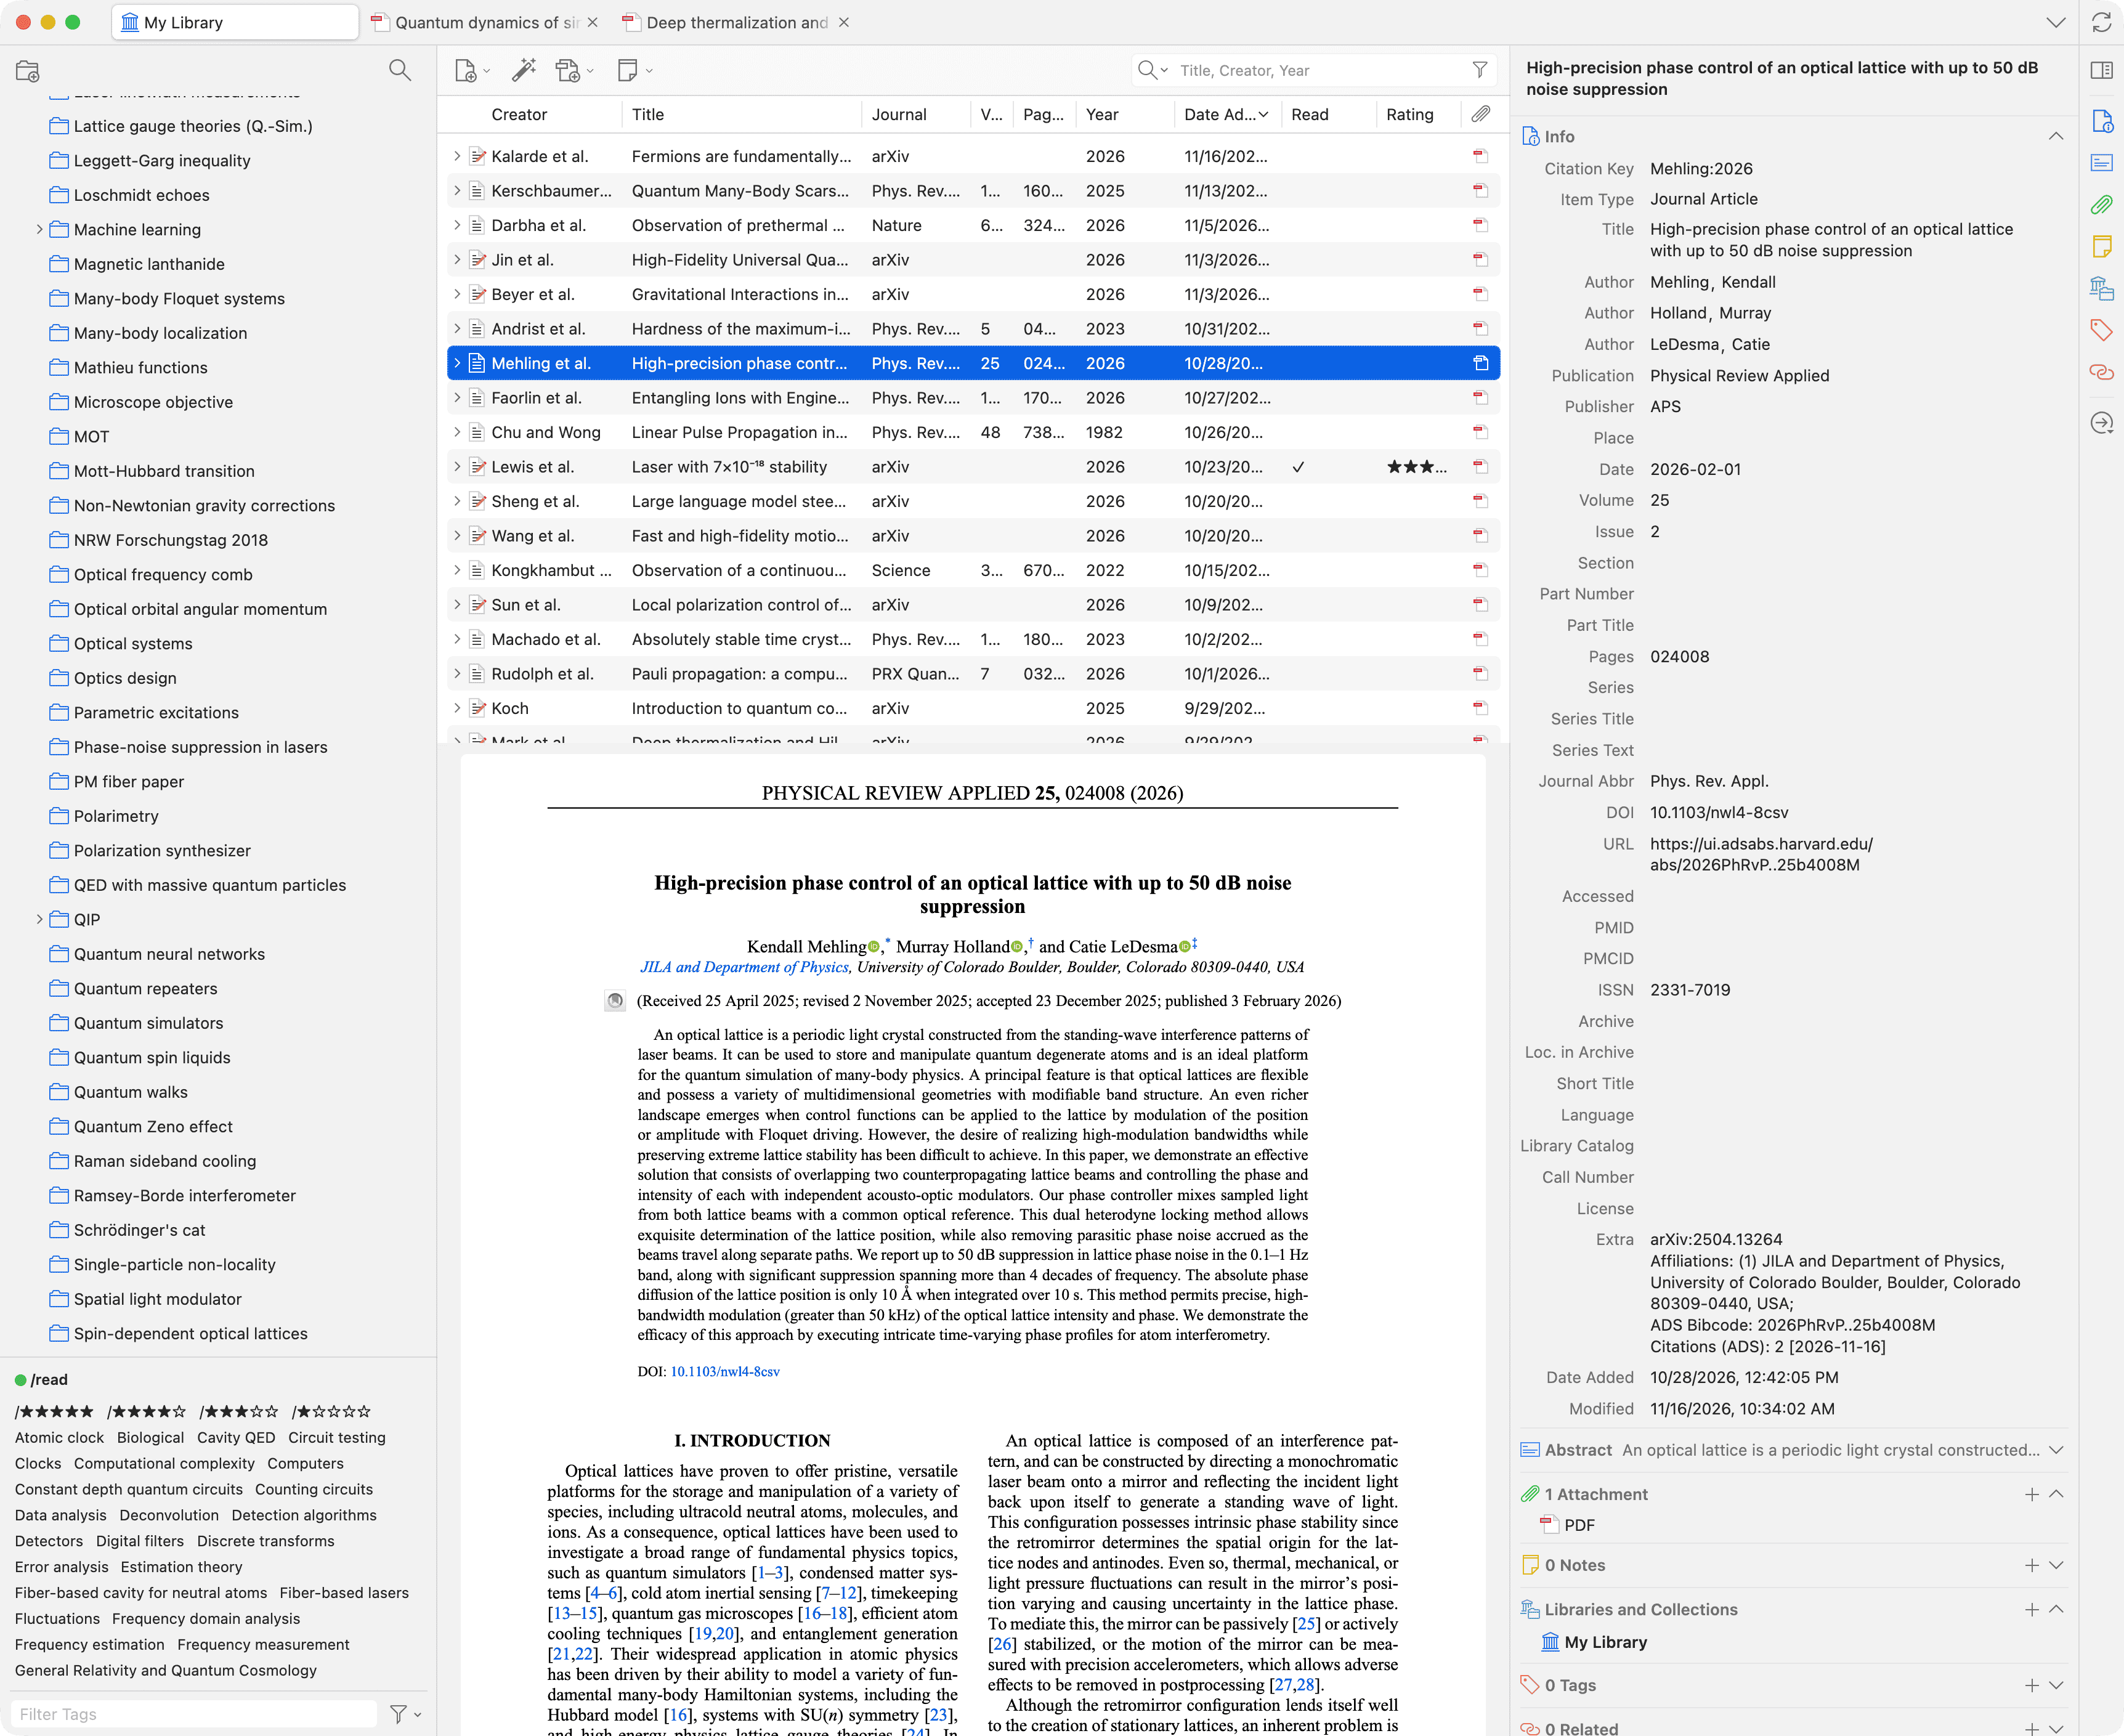 My Library
Quantum dynamics of sin
Deep thermalization and
Lattice gauge theories (Q.-Sim.)
Leggett-Garg inequality
Loschmidt echoes
Machine learning
Magnetic lanthanide
Many-body Floquet systems
Many-body localization
Mathieu functions
Microscope objective
MOT
Mott-Hubbard transition
Non-Newtonian gravity corrections
NRW Forschungstag 2018
Optical frequency comb
Optical orbital angular momentum
Optical systems
Optics design
Parametric excitations
Phase-noise suppression in lasers
PM fiber paper
Polarimetry
Polarization synthesizer
QED with massive quantum particles
QIP
Quantum neural networks
Quantum repeaters
Quantum simulators
Quantum spin liquids
Quantum walks
Quantum Zeno effect
Raman sideband cooling
Ramsey-Borde interferometer
Schrödinger's cat
Single-particle non-locality
Spatial light modulator
Spin-dependent optical lattices
/read
/★★★★★ /★★★★☆ /★★★☆☆ /★☆☆☆☆
Atomic clock Biological Cavity QED Circuit testing
Clocks Computational complexity Computers
Constant depth quantum circuits Counting circuits
Data analysis Deconvolution Detection algorithms
Detectors Digital filters Discrete transforms
Error analysis Estimation theory
Fiber-based cavity for neutral atoms Fiber-based lasers
Fluctuations Frequency domain analysis
Frequency estimation Frequency measurement
General Relativity and Quantum Cosmology
Filter Tags
Title, Creator, Year
Creator Title Journal V... Pag... Year Date Ad... Read Rating
Kalarde et al. Fermions are fundamentally... arXiv 2026 11/16/202...
Kerschbaumer... Quantum Many-Body Scars... Phys. Rev.... 1... 160... 2025 11/13/202...
Darbha et al. Observation of prethermal ... Nature 6... 324... 2026 11/5/2026...
Jin et al. High-Fidelity Universal Qua... arXiv 2026 11/3/2026...
Beyer et al. Gravitational Interactions in... arXiv 2026 11/3/2026...
Andrist et al. Hardness of the maximum-i... Phys. Rev.... 5 04... 2023 10/31/202...
Mehling et al. High-precision phase contr... Phys. Rev.... 25 024... 2026 10/28/20...
Faorlin et al. Entangling Ions with Engine... Phys. Rev.... 1... 170... 2026 10/27/202...
Chu and Wong Linear Pulse Propagation in... Phys. Rev.... 48 738... 1982 10/26/20...
Lewis et al. Laser with 7×10⁻¹⁸ stability arXiv 2026 10/23/20... ✓ ★★★...
Sheng et al. Large language model stee... arXiv 2026 10/20/20...
Wang et al. Fast and high-fidelity motio... arXiv 2026 10/20/20...
Kongkhambut ... Observation of a continuou... Science 3... 670... 2022 10/15/202...
Sun et al. Local polarization control of... arXiv 2026 10/9/202...
Machado et al. Absolutely stable time cryst... Phys. Rev.... 1... 180... 2023 10/2/202...
Rudolph et al. Pauli propagation: a compu... PRX Quan... 7 032... 2026 10/1/2026...
Koch Introduction to quantum co... arXiv 2025 9/29/202...
Mark et al. Deep thermalization and Hil... arXiv 2026 9/29/202...
PHYSICAL REVIEW APPLIED 25, 024008 (2026)
High-precision phase control of an optical lattice with up to 50 dB noise
suppression
Kendall Mehling,* Murray Holland,† and Catie LeDesma‡
JILA and Department of Physics, University of Colorado Boulder, Boulder, Colorado 80309-0440, USA
(Received 25 April 2025; revised 2 November 2025; accepted 23 December 2025; published 3 February 2026)
An optical lattice is a periodic light crystal constructed from the standing-wave interference patterns of
laser beams. It can be used to store and manipulate quantum degenerate atoms and is an ideal platform
for the quantum simulation of many-body physics. A principal feature is that optical lattices are flexible
and possess a variety of multidimensional geometries with modifiable band structure. An even richer
landscape emerges when control functions can be applied to the lattice by modulation of the position
or amplitude with Floquet driving. However, the desire of realizing high-modulation bandwidths while
preserving extreme lattice stability has been difficult to achieve. In this paper, we demonstrate an effective
solution that consists of overlapping two counterpropagating lattice beams and controlling the phase and
intensity of each with independent acousto-optic modulators. Our phase controller mixes sampled light
from both lattice beams with a common optical reference. This dual heterodyne locking method allows
exquisite determination of the lattice position, while also removing parasitic phase noise accrued as the
beams travel along separate paths. We report up to 50 dB suppression in lattice phase noise in the 0.1–1 Hz
band, along with significant suppression spanning more than 4 decades of frequency. The absolute phase
diffusion of the lattice position is only 10 Å when integrated over 10 s. This method permits precise, high-
bandwidth modulation (greater than 50 kHz) of the optical lattice intensity and phase. We demonstrate the
efficacy of this approach by executing intricate time-varying phase profiles for atom interferometry.
DOI: 10.1103/nwl4-8csv
I. INTRODUCTION
Optical lattices have proven to offer pristine, versatile
platforms for the storage and manipulation of a variety of
species, including ultracold neutral atoms, molecules, and
ions. As a consequence, optical lattices have been used to
investigate a broad range of fundamental physics topics,
such as quantum simulators [1–3], condensed matter sys-
tems [4–6], cold atom inertial sensing [7–12], timekeeping
[13–15], quantum gas microscopes [16–18], efficient atom
cooling techniques [19,20], and entanglement generation
[21,22]. Their widespread application in atomic physics
has been driven by their ability to model a variety of fun-
damental many-body Hamiltonian systems, including the
Hubbard model [16], systems with SU(n) symmetry [23],
and high-energy physics lattice gauge theories [24]. In
An optical lattice is composed of an interference pat-
tern, and can be constructed by directing a monochromatic
laser beam onto a mirror and reflecting the incident light
back upon itself to generate a standing wave of light.
This configuration possesses intrinsic phase stability since
the retromirror determines the spatial origin for the lat-
tice nodes and antinodes. Even so, thermal, mechanical, or
light pressure fluctuations can result in the mirror's posi-
tion varying and causing uncertainty in the lattice phase.
To mediate this, the mirror can be passively [25] or actively
[26] stabilized, or the motion of the mirror can be mea-
sured with precision accelerometers, which allows adverse
effects to be removed in postprocessing [27,28].
Although the retromirror configuration lends itself well
to the creation of stationary lattices, an inherent problem is
High-precision phase control of an optical lattice with up to 50 dB
noise suppression
Info
Citation Key Mehling:2026
Item Type Journal Article
Title High-precision phase control of an optical lattice
with up to 50 dB noise suppression
Author Mehling, Kendall
Author Holland, Murray
Author LeDesma, Catie
Publication Physical Review Applied
Publisher APS
Place
Date 2026-02-01
Volume 25
Issue 2
Section
Part Number
Part Title
Pages 024008
Series
Series Title
Series Text
Journal Abbr Phys. Rev. Appl.
DOI 10.1103/nwl4-8csv
URL https://ui.adsabs.harvard.edu/
abs/2026PhRvP..25b4008M
Accessed
PMID
PMCID
ISSN 2331-7019
Archive
Loc. in Archive
Short Title
Language
Library Catalog
Call Number
License
Extra arXiv:2504.13264
Affiliations: (1) JILA and Department of Physics,
University of Colorado Boulder, Boulder, Colorado
80309-0440, USA;
ADS Bibcode: 2026PhRvP..25b4008M
Citations (ADS): 2 [2026-11-16]
Date Added 10/28/2026, 12:42:05 PM
Modified 11/16/2026, 10:34:02 AM
Abstract An optical lattice is a periodic light crystal constructed...
1 Attachment
PDF
0 Notes
Libraries and Collections
My Library
0 Tags
0 Related